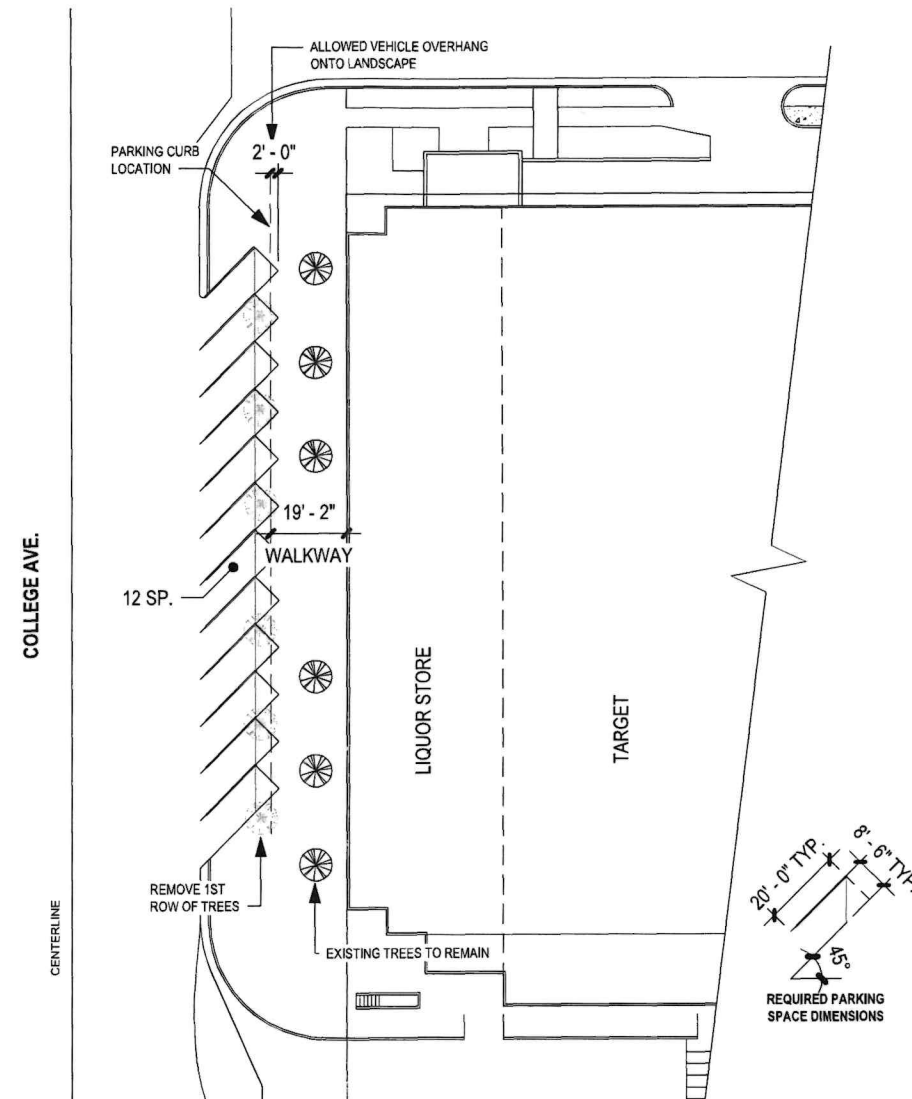 ALLOWED VEHICLE OVERHANG
ONTO LANDSCAPE
PARKING CURB
LOCATION
2' - 0"
19' - 2"
WALKWAY
12 SP.
COLLEGE AVE.
LIQUOR STORE
TARGET
20' - 0" TYP.
8' - 6" TYP.
45°
REQUIRED PARKING
SPACE DIMENSIONS
REMOVE 1ST
ROW OF TREES
EXISTING TREES TO REMAIN
CENTERLINE